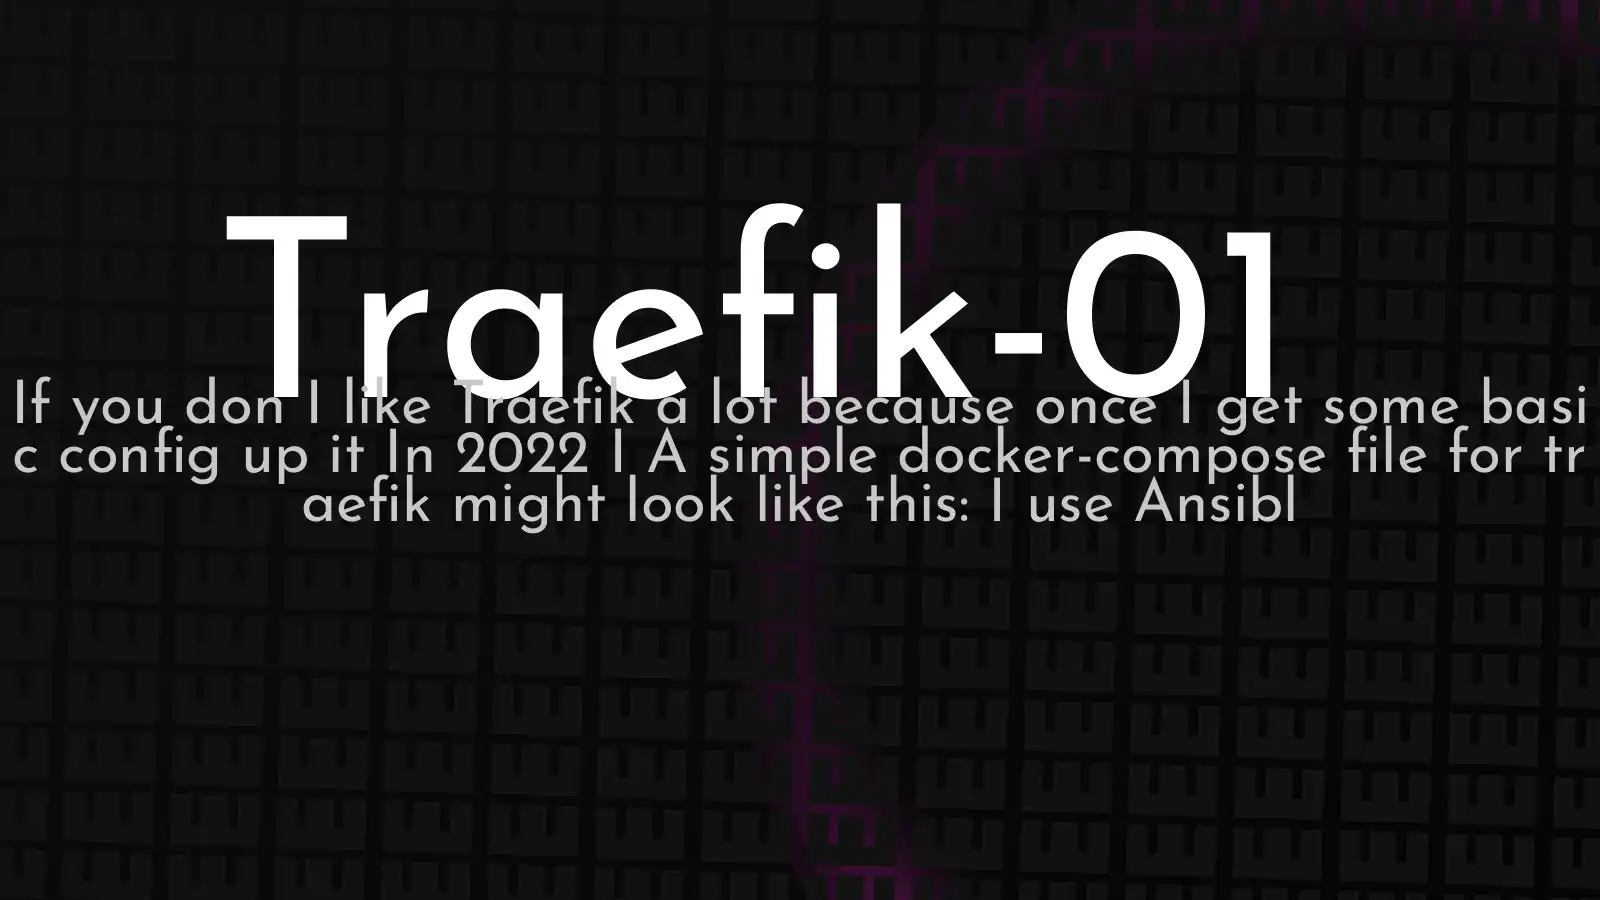 Traefik-01
If you don I like Traefik a lot because once I get some basi
c config up it In 2022 I A simple docker-compose file for tr
aefik might look like this: I use Ansibl